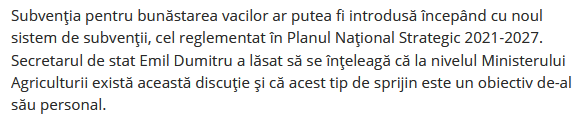 Subvenția pentru bunăstarea vacilor ar putea fi introdusă începând cu noul
sistem de subvenții, cel reglementat în Planul Național Strategic 2021-2027.
Secretarul de stat Emil Dumitru a lăsat să se înțeleagă că la nivelul Ministerului
Agriculturii există această discuție și că acest tip de sprijin este un obiectiv de-al
său personal.